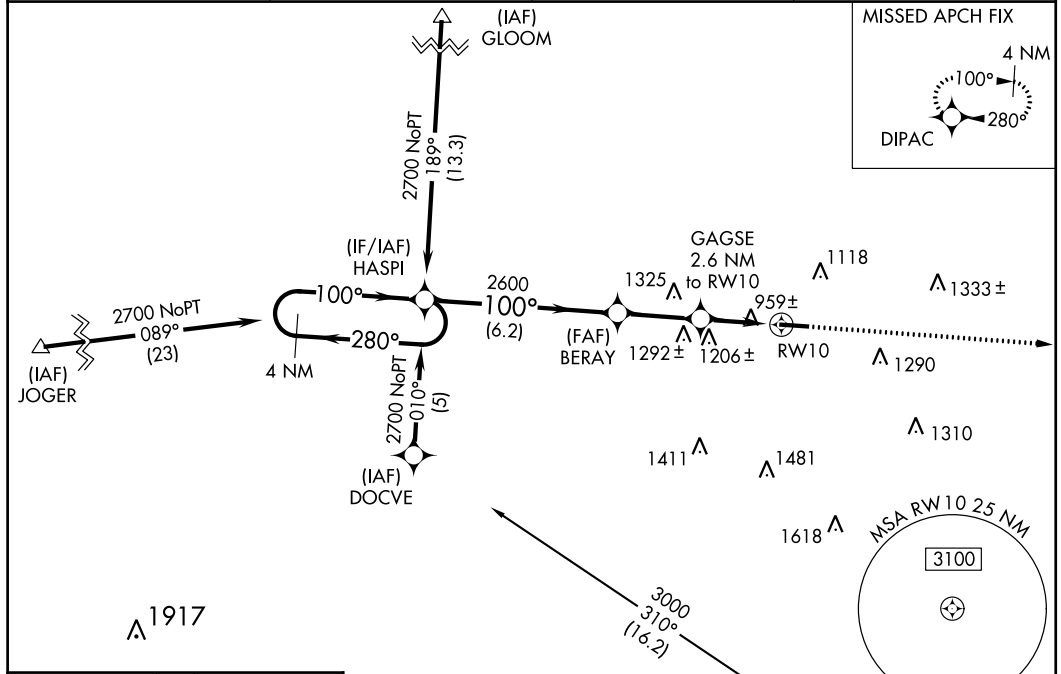 (IAF)
GLOOM
MISSED APCH FIX
4 NM
100°
280°
DIPAC
2700 NoPT
189°
(13.3)
(IF/IAF)
HASPI
GAGSE
2.6 NM
to RW10
1118
1325
1333±
2700 NoPT
089°
(23)
100°
2600
100°
(6.2)
959±
280°
4 NM
(FAF)
BERAY
1292±
1206±
RW10
1290
(IAF)
JOGER
2700 NoPT
010°
(5)
(IAF)
DOCVE
1310
1411
1481
1618
MSA RW10 25 NM
3100
3000
310°
(16.2)
1917